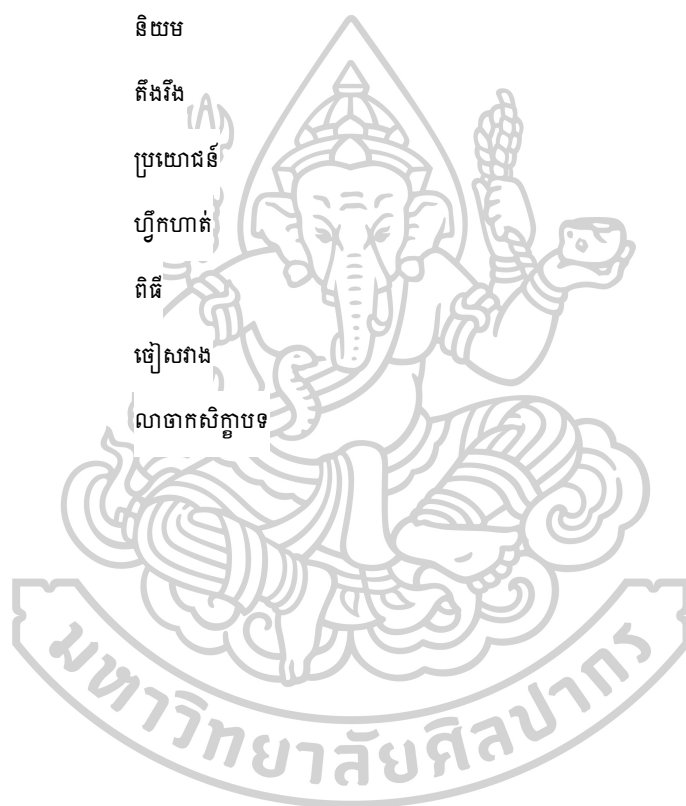 និយម
តឹងរឹង
ប្រយោជន៍
ហ្វឹកហាត់
ពិធី
ចៀសវាង
លាចាកសិក្ខាបទ
มหาวิทยาลัยศิลปากร